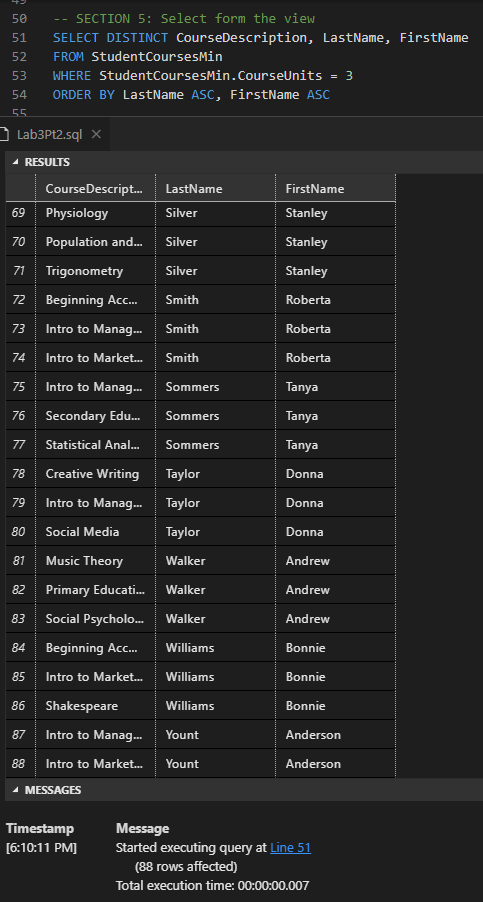 50 -- SECTION 5: Select form the view
51 SELECT DISTINCT CourseDescription, LastName, FirstName
52 FROM StudentCoursesMin
53 WHERE StudentCoursesMin.CourseUnits = 3
54 ORDER BY LastName ASC, FirstName ASC
55
Lab3Pt2.sql ×
RESULTS
CourseDescript... LastName FirstName
69 Physiology Silver Stanley
70 Population and... Silver Stanley
71 Trigonometry Silver Stanley
72 Beginning Acc... Smith Roberta
73 Intro to Manag... Smith Roberta
74 Intro to Market... Smith Roberta
75 Intro to Manag... Sommers Tanya
76 Secondary Edu... Sommers Tanya
77 Statistical Anal... Sommers Tanya
78 Creative Writing Taylor Donna
79 Intro to Manag... Taylor Donna
80 Social Media Taylor Donna
81 Music Theory Walker Andrew
82 Primary Educati... Walker Andrew
83 Social Psycholo... Walker Andrew
84 Beginning Acc... Williams Bonnie
85 Intro to Market... Williams Bonnie
86 Shakespeare Williams Bonnie
87 Intro to Manag... Yount Anderson
88 Intro to Market... Yount Anderson
MESSAGES
Timestamp Message
[6:10:11 PM] Started executing query at Line 51
(88 rows affected)
Total execution time: 00:00:00.007